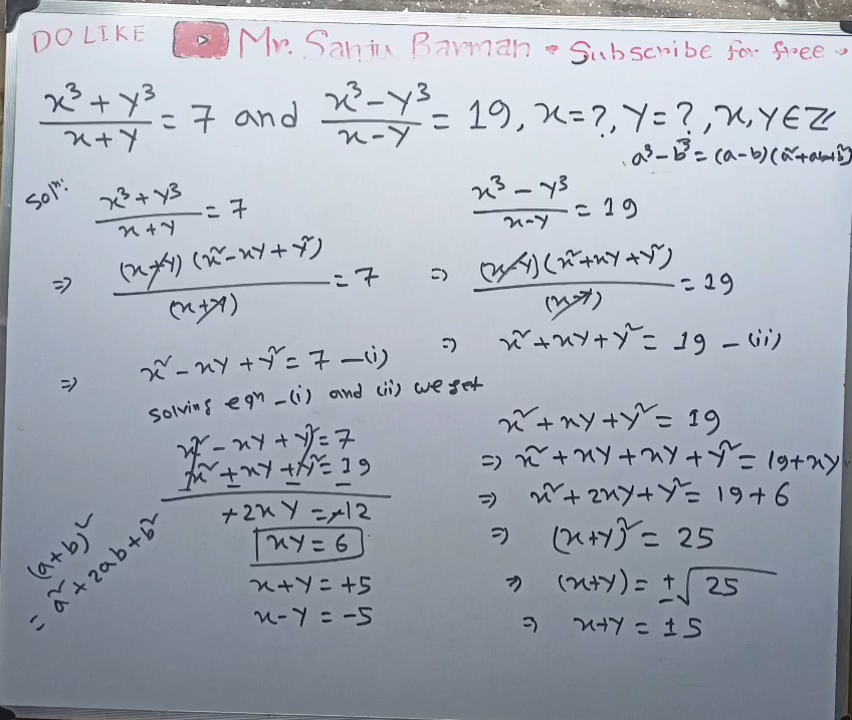 DO LIKE Mr. Sanju Barman • Subscribe for free •
x³ + y³ / x + y = 7 and x³ - y³ / x - y = 19, x = ?, y = ?, x, y ∈ ℤ
a³ - b³ = (a-b)(a²+ab+b²)
Solⁿ: x³ + y³ / x + y = 7
⇒ (x+y)(x² - xy + y²) / (x+y) = 7
⇒ x² - xy + y² = 7 — (i)
x³ - y³ / x - y = 19
⇒ (x-y)(x² + xy + y²) / (x-y) = 19
⇒ x² + xy + y² = 19 — (ii)
Solving eqn - (i) and (ii) we get
x² - xy + y² = 7
x² + xy + y² = 19
- - - -
+2xy = +12
xy = 6
x + y = +5
x - y = -5
(a+b)²
= a² + 2ab + b²
x² + xy + y² = 19
⇒ x² + xy + xy + y² = 19 + xy
⇒ x² + 2xy + y² = 19 + 6
⇒ (x+y)² = 25
⇒ (x+y) = ±√25
⇒ x+y = ±5